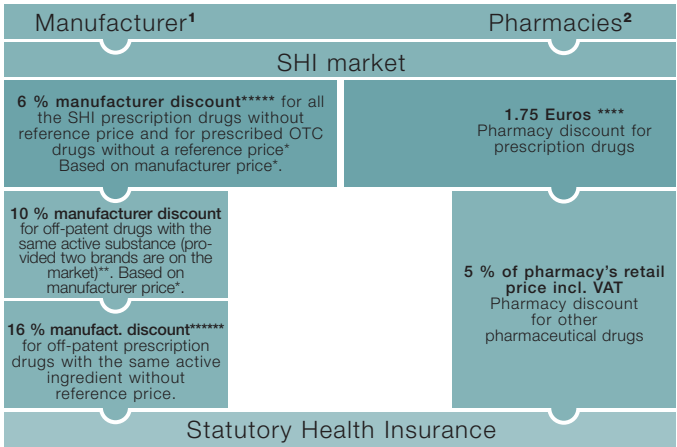 Manufacturer¹
Pharmacies²
SHI market
6 % manufacturer discount***** for all
the SHI prescription drugs without
reference price and for prescribed OTC
drugs without a reference price*
Based on manufacturer price*.
1.75 Euros ****
Pharmacy discount for
prescription drugs
10 % manufacturer discount
for off-patent drugs with the
same active substance (pro-
vided two brands are on the
market)**. Based on
manufacturer price*.
5 % of pharmacy's retail
price incl. VAT
Pharmacy discount
for other
pharmaceutical drugs
16 % manufact. discount******
for off-patent prescription
drugs with the same active
ingredient without
reference price.
Statutory Health Insurance